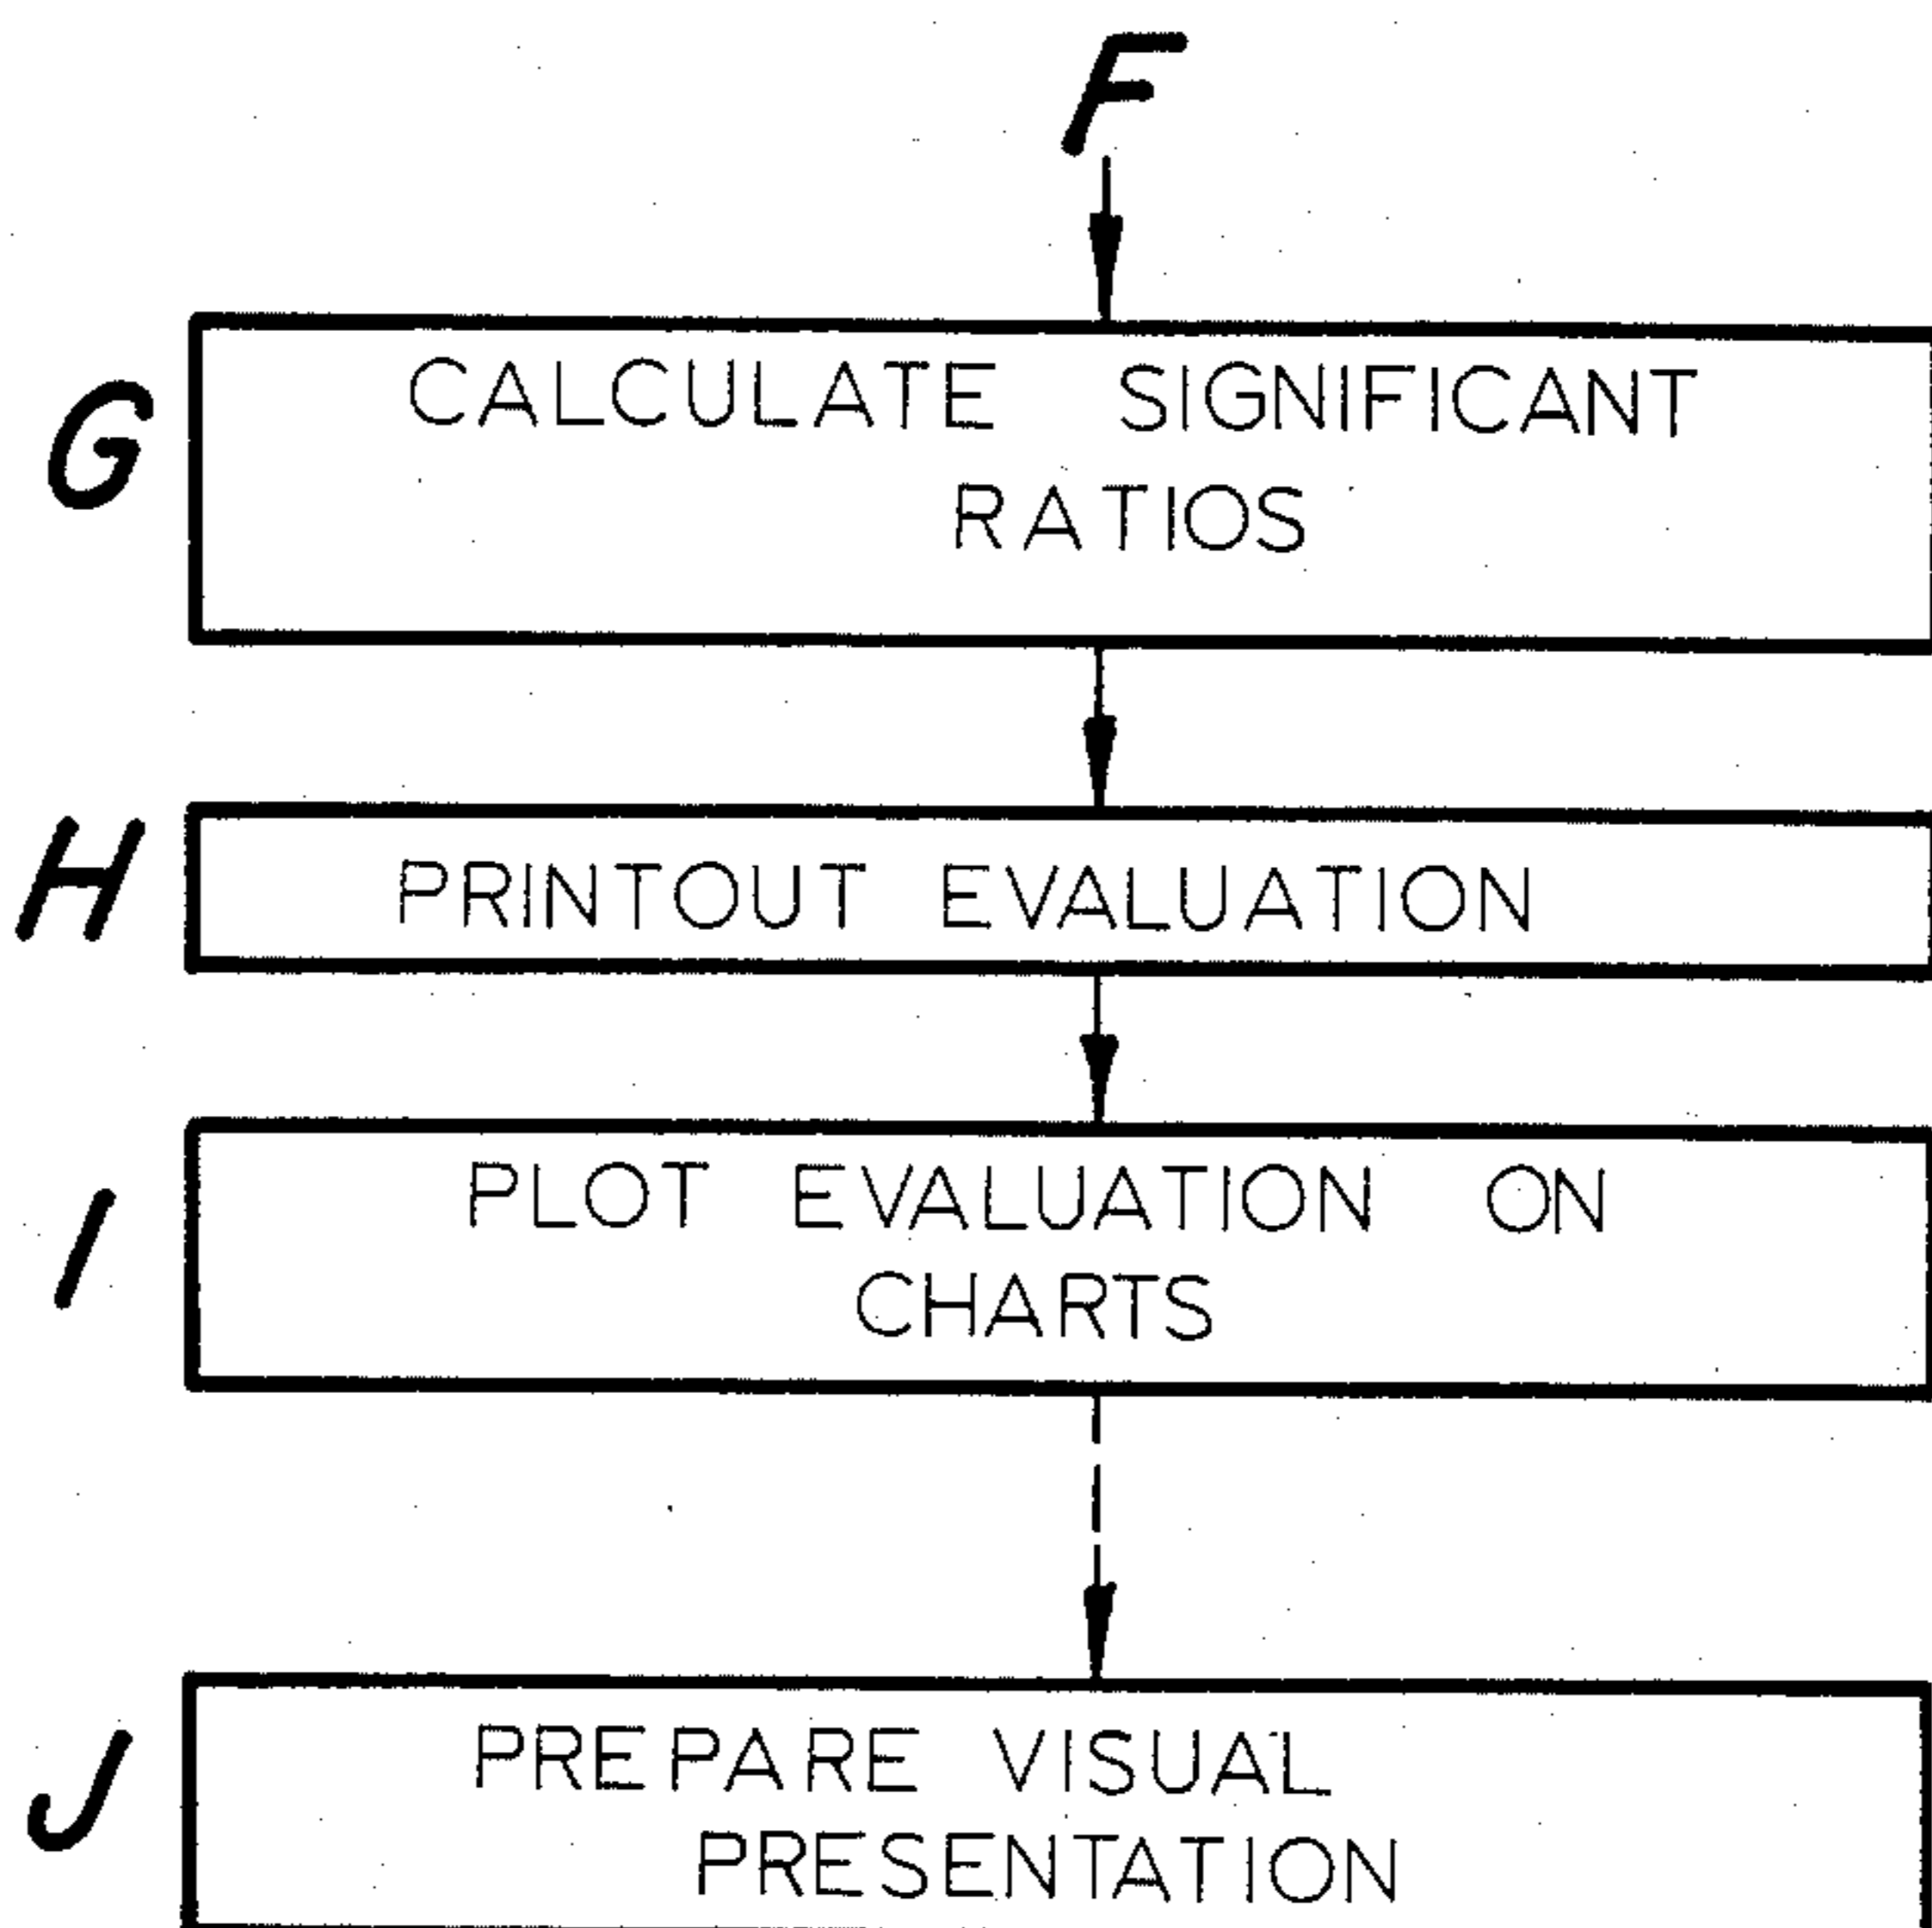 F
G
CALCULATE SIGNIFICANT
RATIOS
H
PRINTOUT EVALUATION
I
PLOT EVALUATION ON
CHARTS
J
PREPARE VISUAL
PRESENTATION